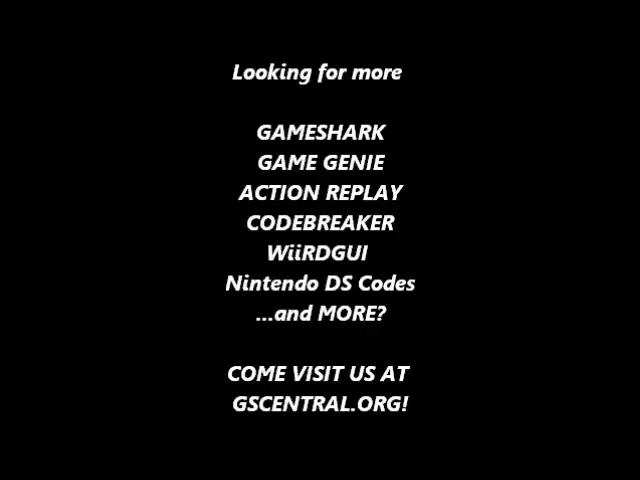 Looking for more
GAMESHARK
GAME GENIE
ACTION REPLAY
CODEBREAKER
WiiRDGUI
Nintendo DS Codes
...and MORE?
COME VISIT US AT
GSCENTRAL.ORG!